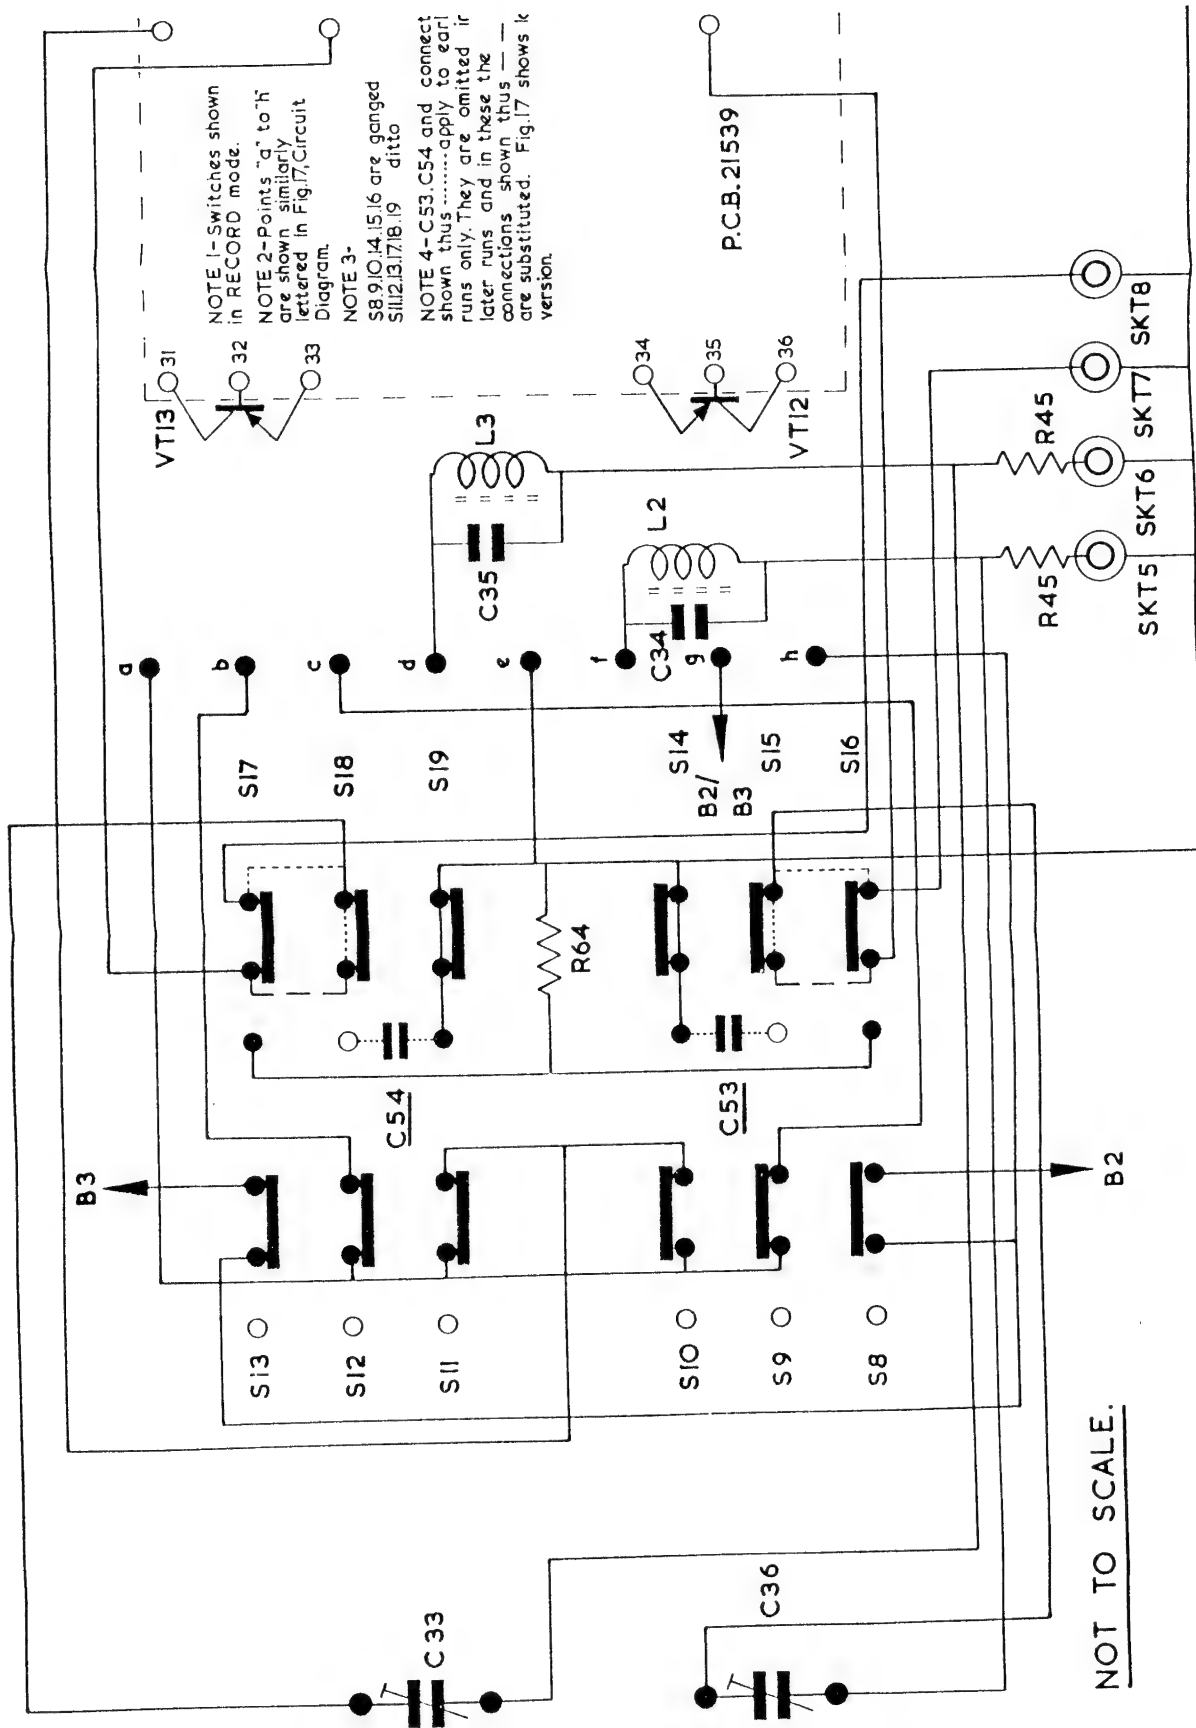 NOTE 1-Switches shown
in RECORD mode.
NOTE 2-Points "a" to "h"
are shown similarly
lettered in Fig.17,Circuit
Diagram.
NOTE 3-
S8.9.10.14.15.16 are ganged
S11.12.13.17.18.19 ditto
NOTE 4-C53.C54 and connect
shown thus ........apply to earl
runs only. They are omitted ir
later runs and in these the
connections shown thus — —
are substituted. Fig.17 shows
version.
VT13
31
32
33
34
35
36
VT12
P.C.B.21539
L3
C35
L2
C34
R45
R45
SKT5
SKT6
SKT7
SKT8
a
b
c
d
e
f
g
h
S17
S18
S19
S14
S15
S16
B2/
B3
R64
C54
C53
B3
B2
S13
S12
S11
S10
S9
S8
C33
C36
NOT TO SCALE.